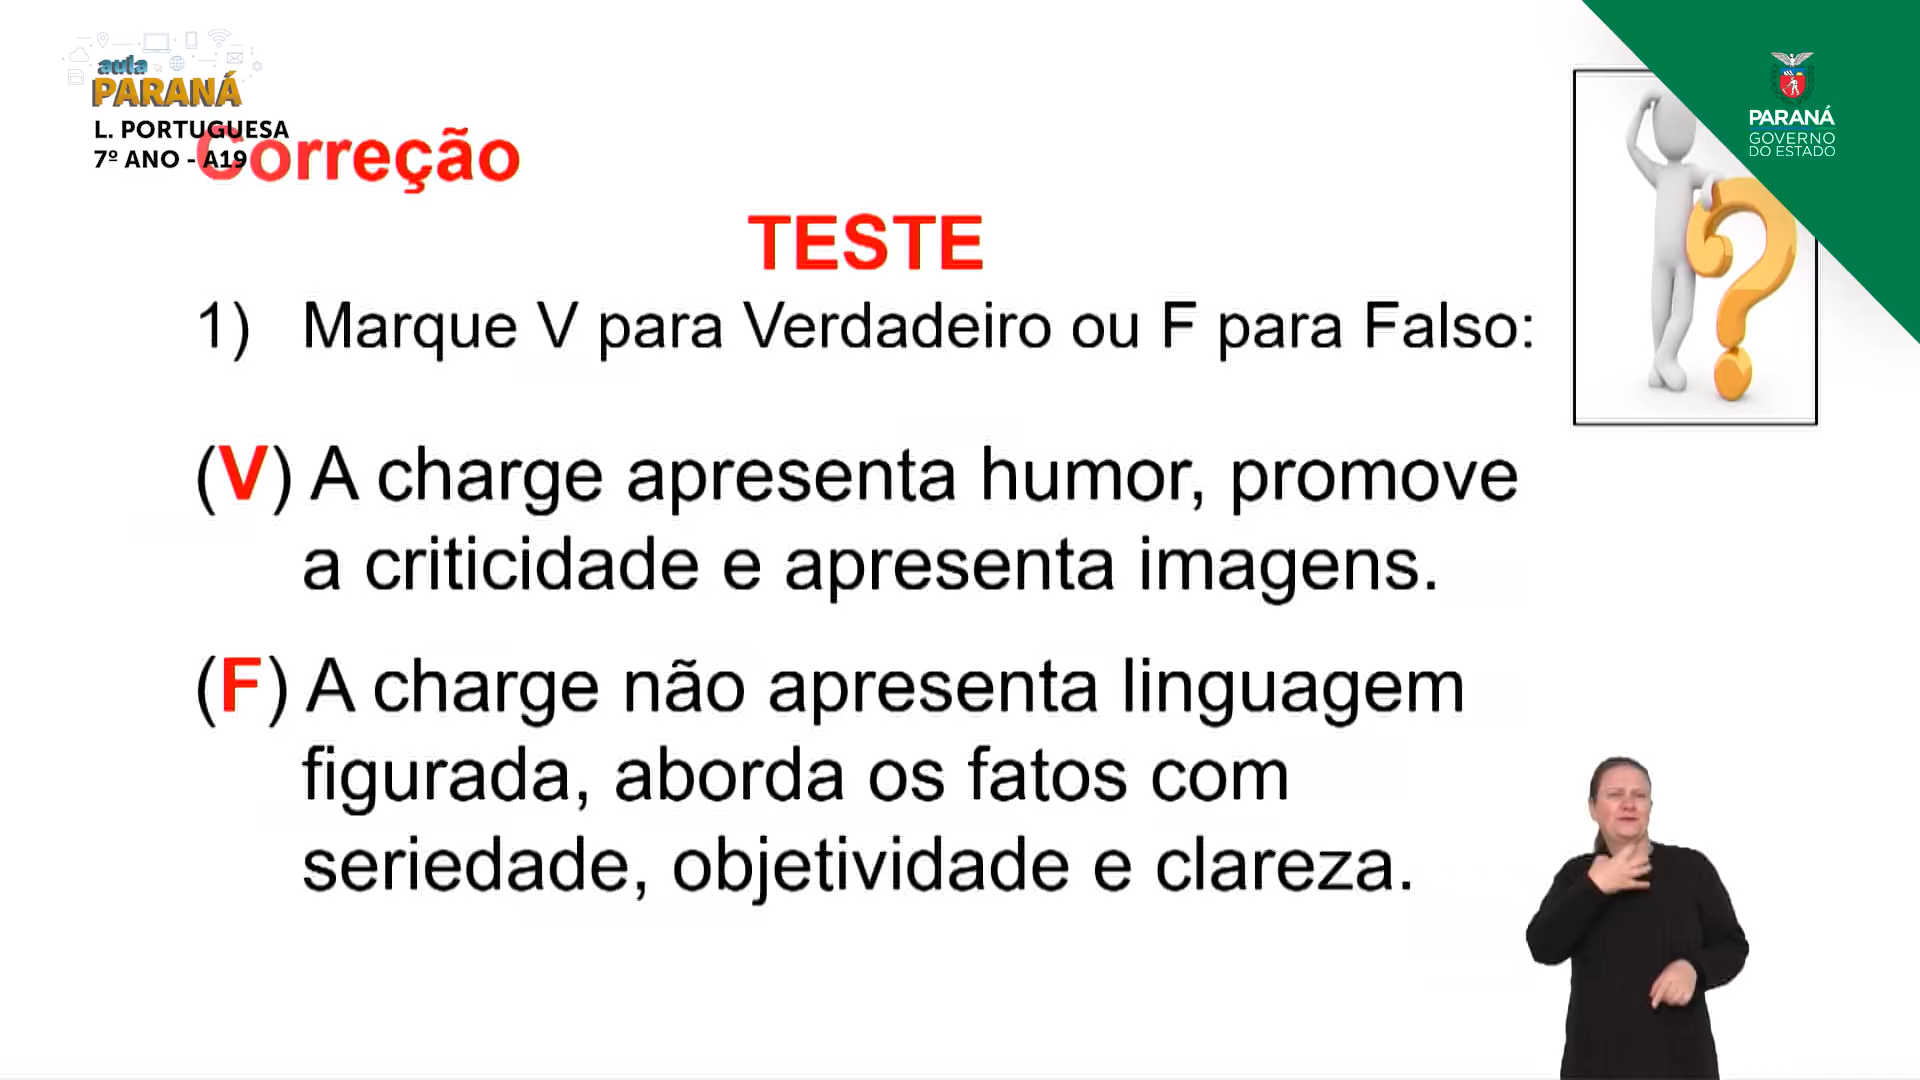 aula
PARANÁ
L. PORTUGUESA
7º ANO - A19
Correção
PARANÁ
GOVERNO
DO ESTADO
TESTE
1) Marque V para Verdadeiro ou F para Falso:
(V) A charge apresenta humor, promove
a criticidade e apresenta imagens.
(F) A charge não apresenta linguagem
figurada, aborda os fatos com
seriedade, objetividade e clareza.